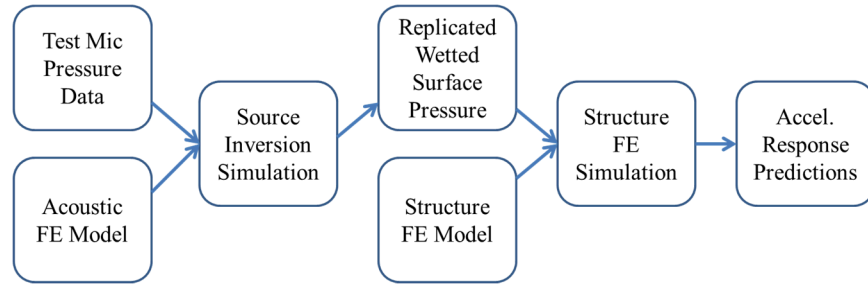 Test Mic
Pressure
Data
Acoustic
FE Model
Source
Inversion
Simulation
Replicated
Wetted
Surface
Pressure
Structure
FE Model
Structure
FE
Simulation
Accel.
Response
Predictions